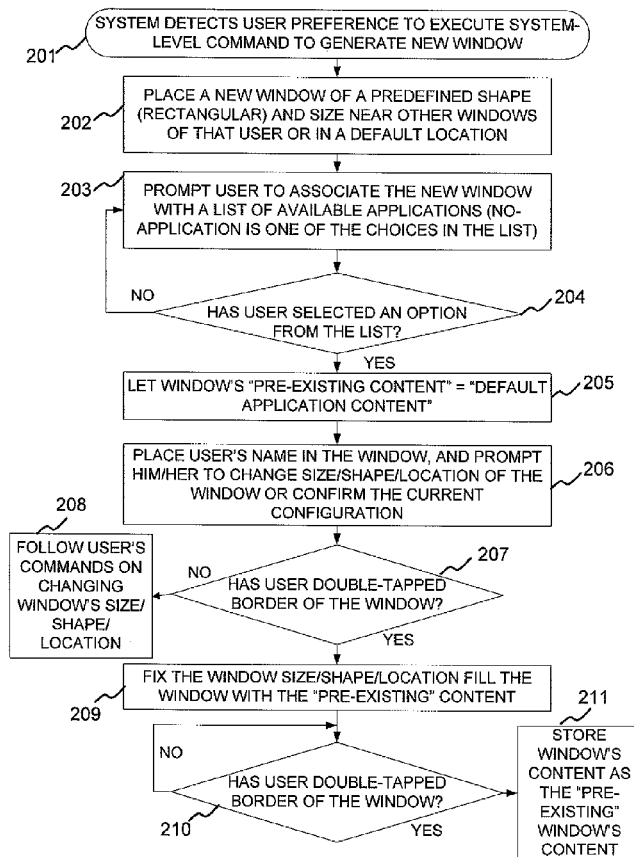 SYSTEM DETECTS USER PREFERENCE TO EXECUTE SYSTEM-
LEVEL COMMAND TO GENERATE NEW WINDOW
201
PLACE A NEW WINDOW OF A PREDEFINED SHAPE
(RECTANGULAR) AND SIZE NEAR OTHER WINDOWS
OF THAT USER OR IN A DEFAULT LOCATION
202
203
PROMPT USER TO ASSOCIATE THE NEW WINDOW
WITH A LIST OF AVAILABLE APPLICATIONS (NO-
APPLICATION IS ONE OF THE CHOICES IN THE LIST)
NO
204
HAS USER SELECTED AN OPTION
FROM THE LIST?
YES
LET WINDOW'S "PRE-EXISTING CONTENT" = "DEFAULT
APPLICATION CONTENT"
205
PLACE USER'S NAME IN THE WINDOW, AND PROMPT
HIM/HER TO CHANGE SIZE/SHAPE/LOCATION OF THE
WINDOW OR CONFIRM THE CURRENT
CONFIGURATION
206
208
FOLLOW USER'S
COMMANDS ON
CHANGING
WINDOW'S SIZE/
SHAPE/
LOCATION
207
NO
HAS USER DOUBLE-TAPPED
BORDER OF THE WINDOW?
YES
FIX THE WINDOW SIZE/SHAPE/LOCATION FILL THE
WINDOW WITH THE "PRE-EXISTING" CONTENT
209
NO
HAS USER DOUBLE-TAPPED
BORDER OF THE WINDOW?
210
YES
211
STORE
WINDOW'S
CONTENT AS
THE "PRE-
EXISTING"
WINDOW'S
CONTENT